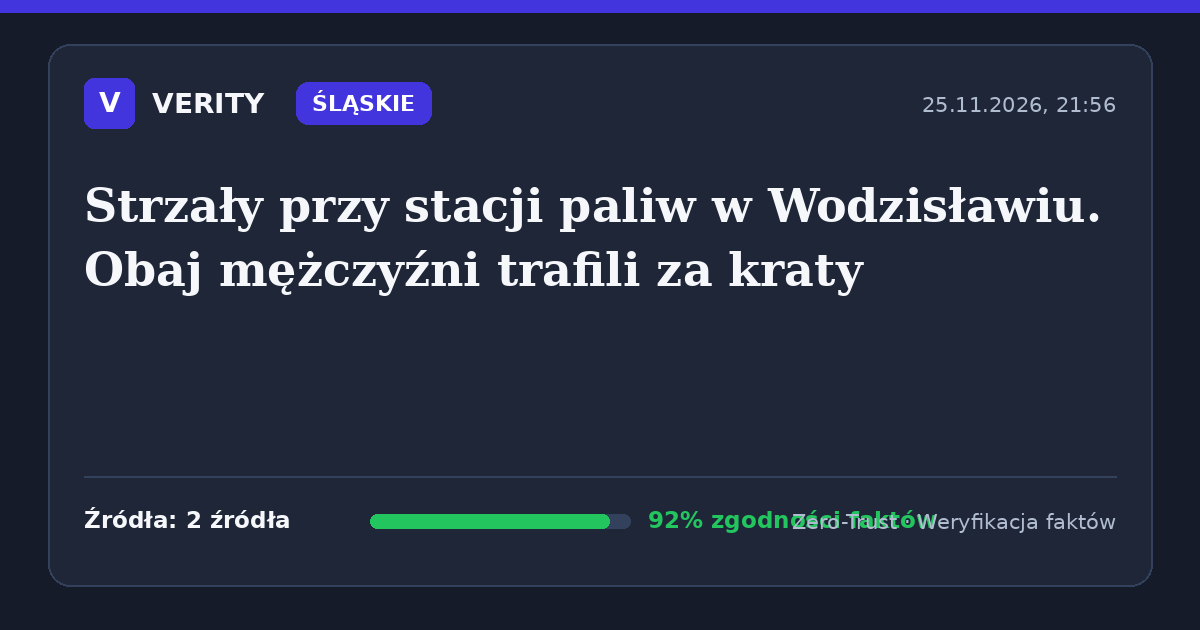 V VERITY ŚLĄSKIE 25.11.2026, 21:56
Strzały przy stacji paliw w Wodzisławiu.
Obaj mężczyźni trafili za kraty
Źródła: 2 źródła 92% zgodności faktów Zero-Trust · Weryfikacja faktów